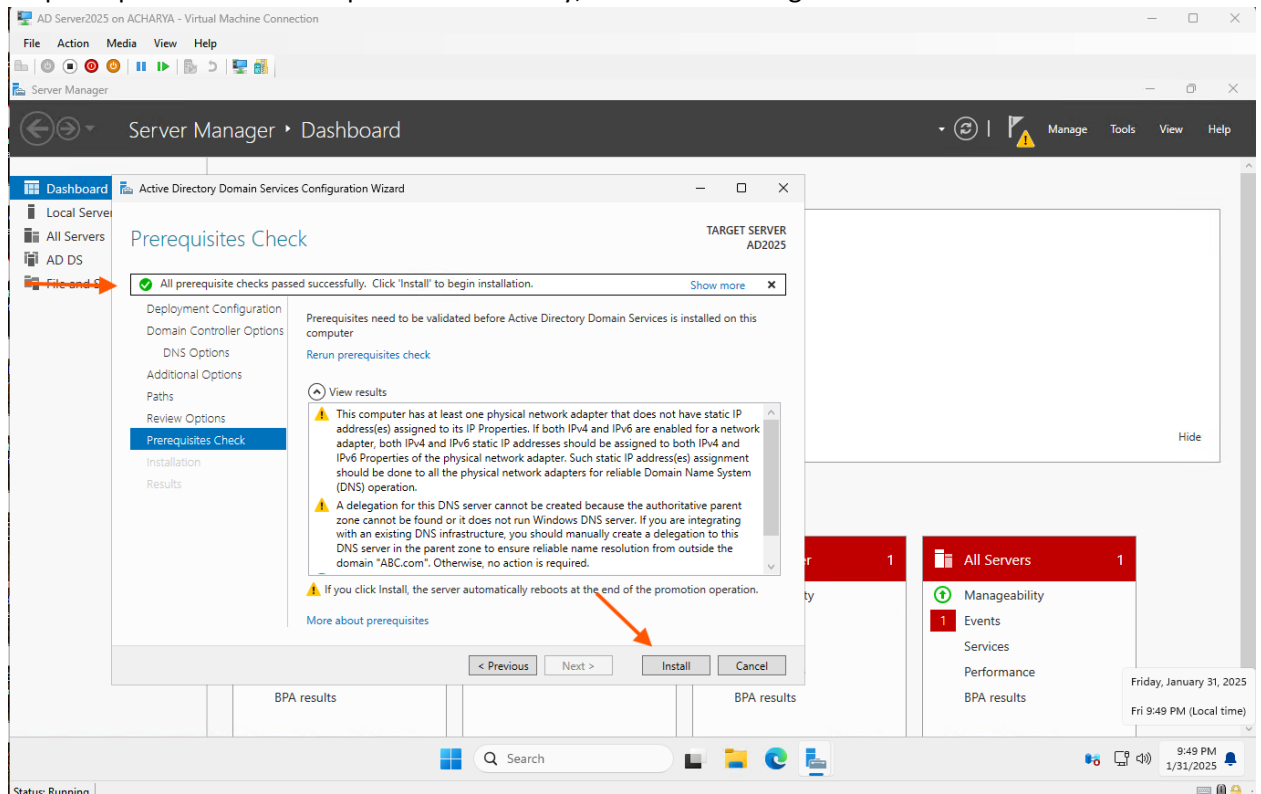 AD Server2025 on ACHARYA - Virtual Machine Connection
File Action Media View Help
Server Manager
Server Manager • Dashboard
Manage Tools View Help
Dashboard
Local Server
All Servers
AD DS
File and S
Active Directory Domain Services Configuration Wizard
Prerequisites Check
TARGET SERVER
AD2025
All prerequisite checks passed successfully. Click 'Install' to begin installation.
Show more
Deployment Configuration
Domain Controller Options
DNS Options
Additional Options
Paths
Review Options
Prerequisites Check
Installation
Results
Prerequisites need to be validated before Active Directory Domain Services is installed on this
computer
Rerun prerequisites check
View results
This computer has at least one physical network adapter that does not have static IP
address(es) assigned to its IP Properties. If both IPv4 and IPv6 are enabled for a network
adapter, both IPv4 and IPv6 static IP addresses should be assigned to both IPv4 and
IPv6 Properties of the physical network adapter. Such static IP address(es) assignment
should be done to all the physical network adapters for reliable Domain Name System
(DNS) operation.
A delegation for this DNS server cannot be created because the authoritative parent
zone cannot be found or it does not run Windows DNS server. If you are integrating
with an existing DNS infrastructure, you should manually create a delegation to this
DNS server in the parent zone to ensure reliable name resolution from outside the
domain "ABC.com". Otherwise, no action is required.
If you click Install, the server automatically reboots at the end of the promotion operation.
More about prerequisites
< Previous Next > Install Cancel
Hide
r 1
ty
BPA results
BPA results
All Servers 1
Manageability
1 Events
Services
Performance
BPA results
Friday, January 31, 2025
Fri 9:49 PM (Local time)
Search
9:49 PM
1/31/2025
Status: Running